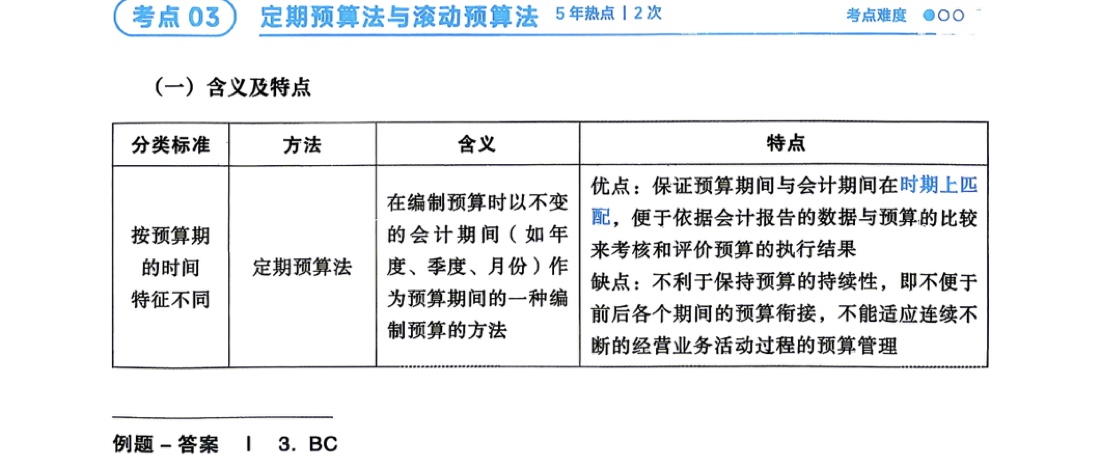 考点 03 定期预算法与滚动预算法 5年热点 | 2次 考点难度
（一）含义及特点
分类标准 方法 含义 特点
按预算期
的时间
特征不同
定期预算法
在编制预算时以不变
的会计期间（如年
度、季度、月份）作
为预算期间的一种编
制预算的方法
优点：保证预算期间与会计期间在时期上匹
配，便于依据会计报告的数据与预算的比较
来考核和评价预算的执行结果
缺点：不利于保持预算的持续性，即不便于
前后各个期间的预算衔接，不能适应连续不
断的经营业务活动过程的预算管理
例题－答案 | 3. BC